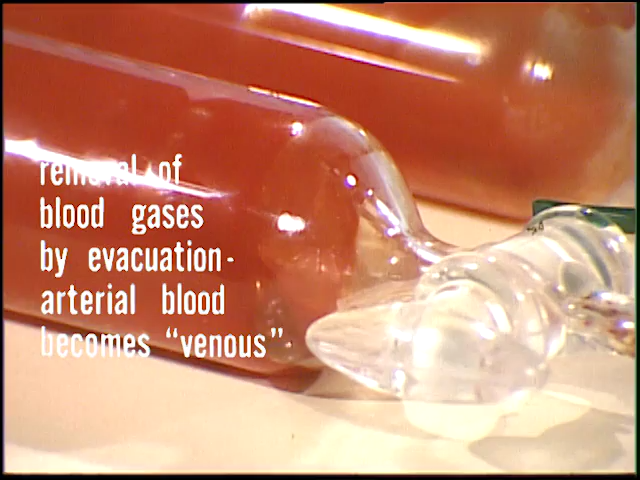 removal of
blood gases
by evacuation-
arterial blood
becomes “venous”